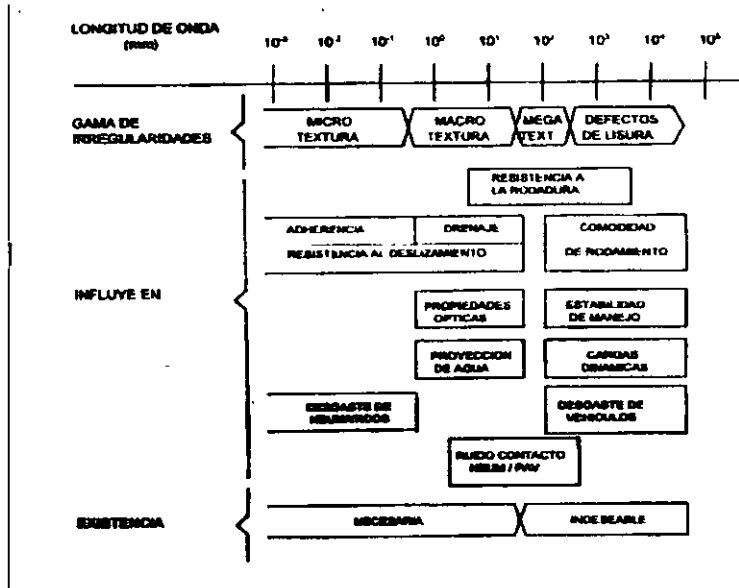 LONGITUD DE ONDA
(mm)
10⁻³ 10⁻² 10⁻¹ 10⁰ 10¹ 10² 10³ 10⁴ 10⁵
GAMA DE
IRREGULARIDADES
MICRO
TEXTURA
MACRO
TEXTURA
MEGA
TEXT
DEFECTOS
DE LISURA
RESISTENCIA A
LA RODADURA
ADHERENCIA
DRENAJE
RESISTENCIA AL DESLIZAMIENTO
COMODIDAD
DE RODAMIENTO
INFLUYE EN
PROPIEDADES
OPTICAS
ESTABILIDAD
DE MANEJO
PROYECCION
DE AGUA
CARGAS
DINAMICAS
DESGASTE DE
NEUMATICOS
DESGASTE DE
VEHICULOS
RUIDO CONTACTO
NEUM / PAV
EXISTENCIA
NECESARIA
INDESEABLE